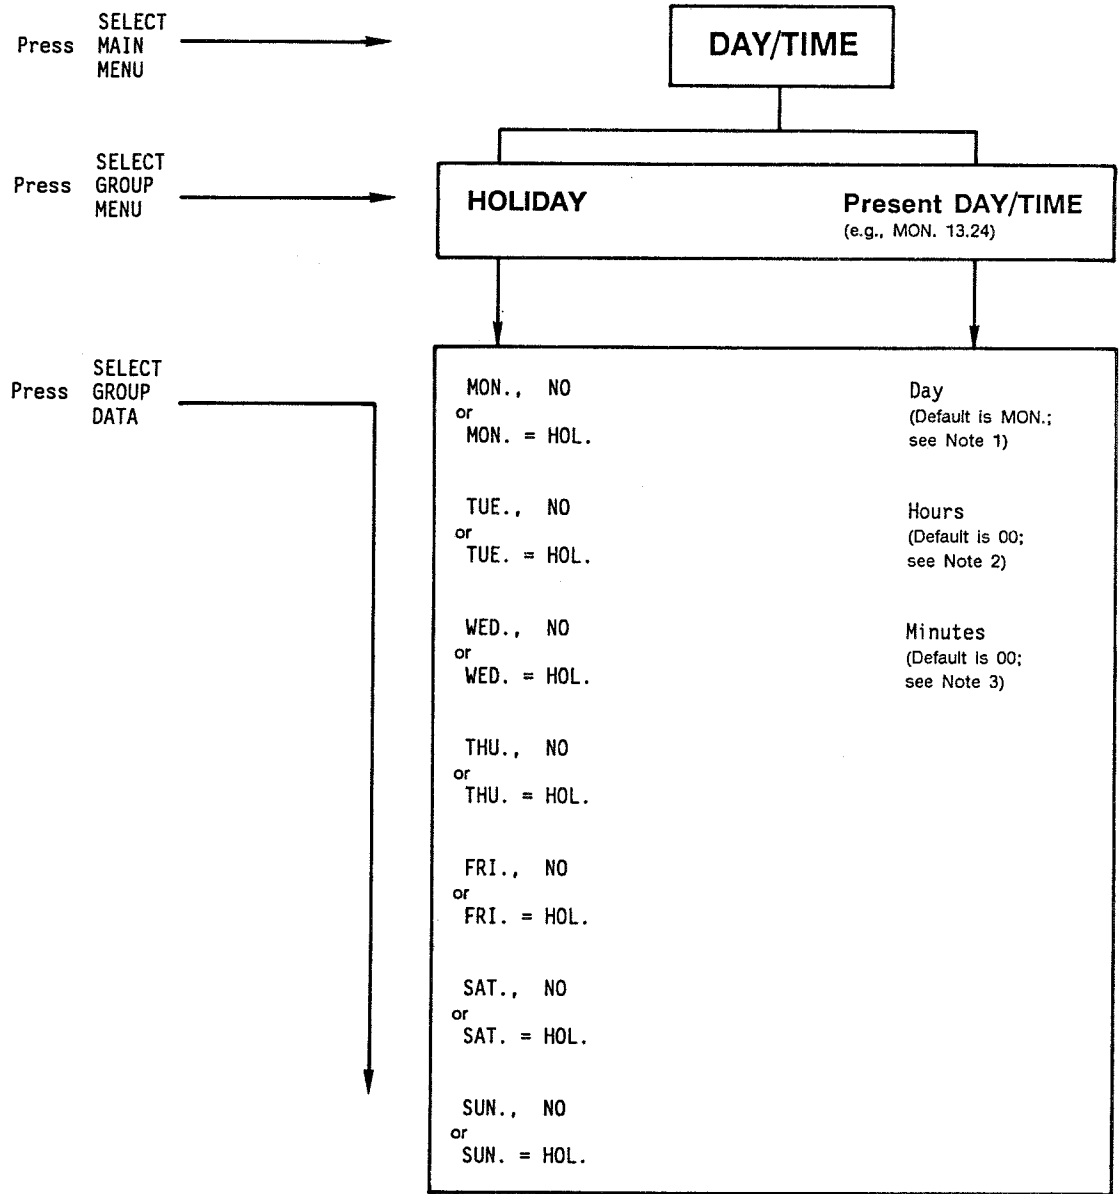 SELECT
Press MAIN
MENU
DAY/TIME
SELECT
Press GROUP
MENU
HOLIDAY
Present DAY/TIME
(e.g., MON. 13.24)
SELECT
Press GROUP
DATA
MON., NO
or
MON. = HOL.
TUE., NO
or
TUE. = HOL.
WED., NO
or
WED. = HOL.
THU., NO
or
THU. = HOL.
FRI., NO
or
FRI. = HOL.
SAT., NO
or
SAT. = HOL.
SUN., NO
or
SUN. = HOL.
Day
(Default is MON.;
see Note 1)
Hours
(Default is 00;
see Note 2)
Minutes
(Default is 00;
see Note 3)